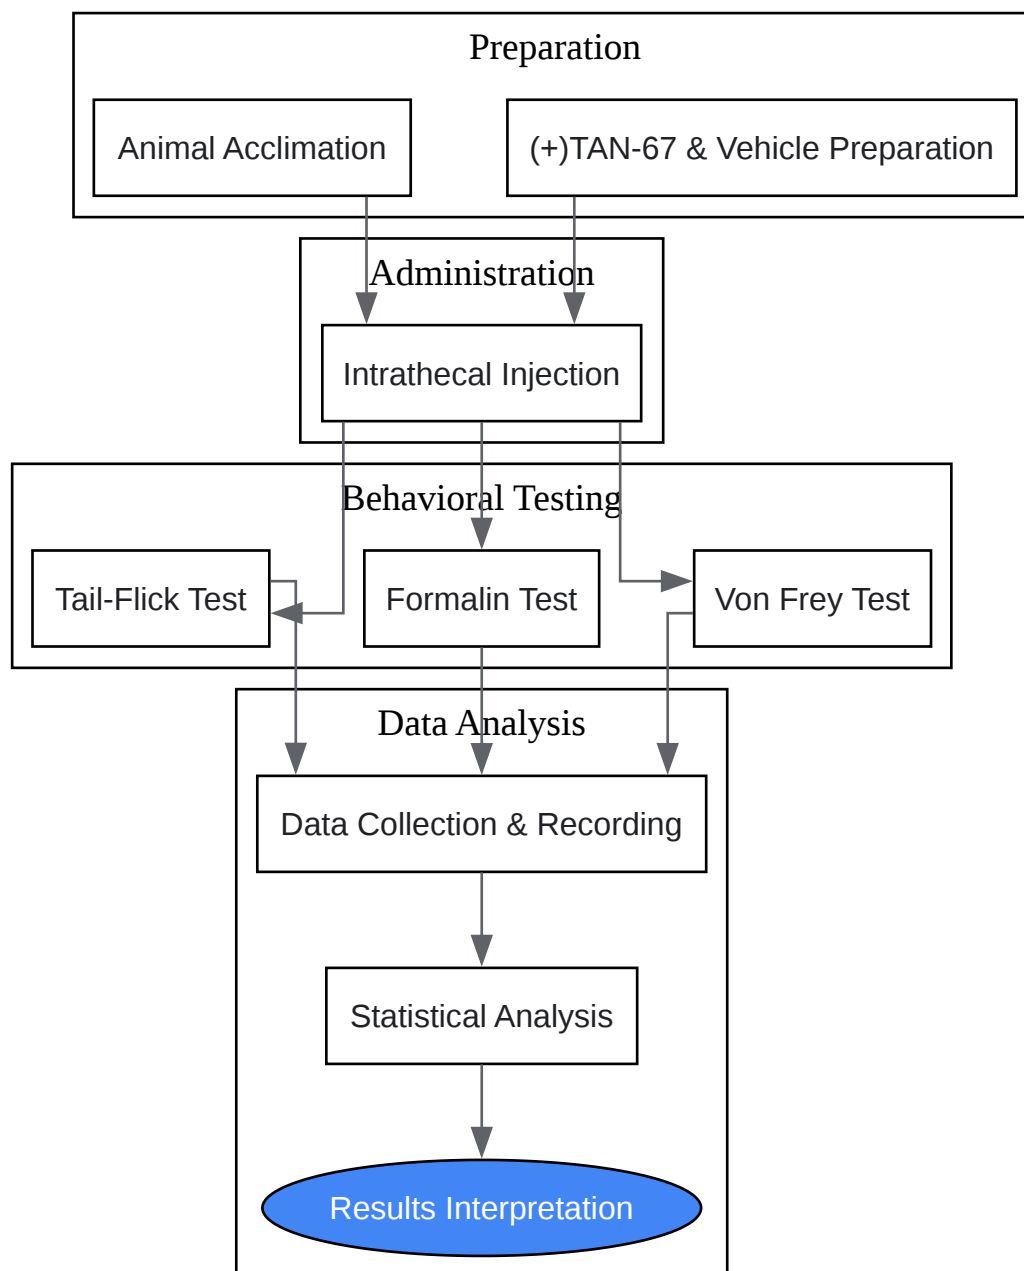 Preparation
Animal Acclimation
(+)TAN-67 & Vehicle Preparation
Administration
Intrathecal Injection
Behavioral Testing
Tail-Flick Test
Formalin Test
Von Frey Test
Data Analysis
Data Collection & Recording
Statistical Analysis
Results Interpretation